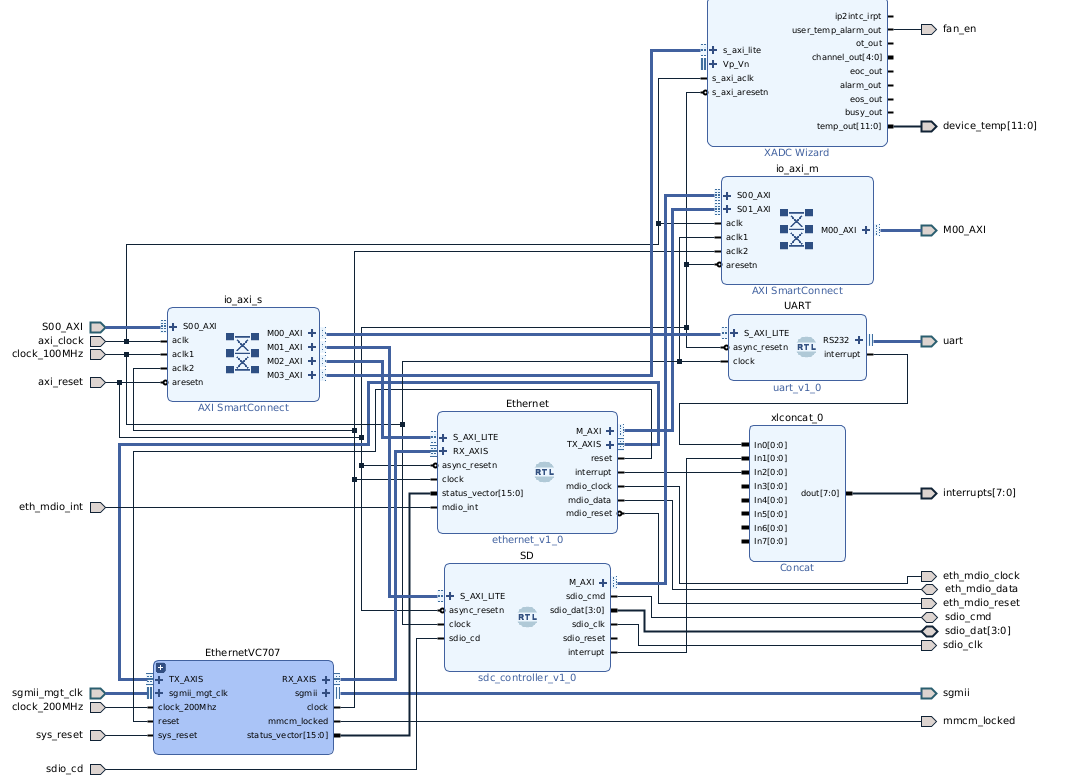 ip2intc_irpt
user_temp_alarm_out
fan_en
ot_out
s_axi_lite
channel_out[4:0]
Vp_Vn
eoc_out
s_axi_aclk
alarm_out
s_axi_aresetn
eos_out
busy_out
temp_out[11:0]
device_temp[11:0]
XADC Wizard
io_axi_m
S00_AXI
S01_AXI
aclk
M00_AXI
M00_AXI
aclk1
aclk2
aresetn
AXI SmartConnect
io_axi_s
UART
S00_AXI
S00_AXI
M00_AXI
S_AXI_LITE
axi_clock
aclk
M01_AXI
RS232
uart
async_resetn
RTL
clock_100MHz
aclk1
M02_AXI
interrupt
clock
aclk2
M03_AXI
axi_reset
aresetn
uart_v1_0
AXI SmartConnect
Ethernet
xlconcat_0
S_AXI_LITE
M_AXI
RX_AXIS
TX_AXIS
In0[0:0]
async_resetn
reset
In1[0:0]
clock
RTL
interrupt
In2[0:0]
status_vector[15:0]
mdio_clock
In3[0:0]
dout[7:0]
interrupts[7:0]
eth_mdio_int
mdio_int
mdio_data
In4[0:0]
mdio_reset
In5[0:0]
In6[0:0]
In7[0:0]
ethernet_v1_0
SD
Concat
M_AXI
eth_mdio_clock
S_AXI_LITE
sdio_cmd
eth_mdio_data
async_resetn
sdio_dat[3:0]
eth_mdio_reset
clock
RTL
sdio_clk
sdio_cmd
sdio_cd
sdio_reset
sdio_dat[3:0]
interrupt
sdio_clk
sdc_controller_v1_0
EthernetVC707
TX_AXIS
RX_AXIS
sgmii_mgt_clk
sgmii_mgt_clk
sgmii
sgmii
clock_200MHz
clock_200Mhz
clock
reset
mmcm_locked
mmcm_locked
sys_reset
sys_reset
status_vector[15:0]
sdio_cd